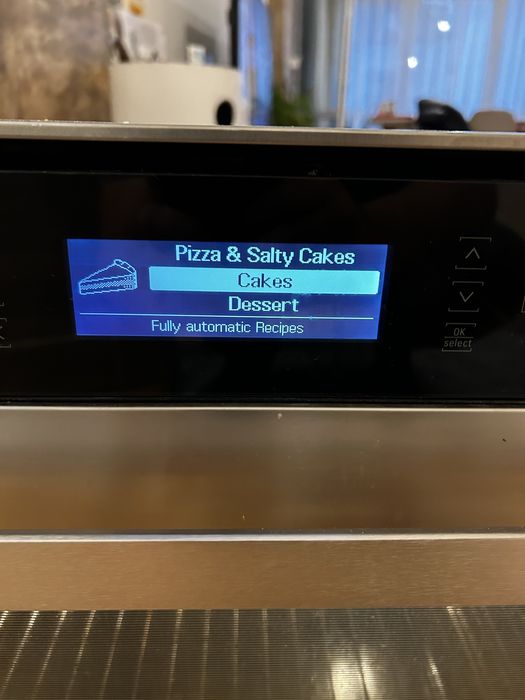 Pizza & Salty Cakes
Cakes
Dessert
Fully automatic Recipes
OK
select